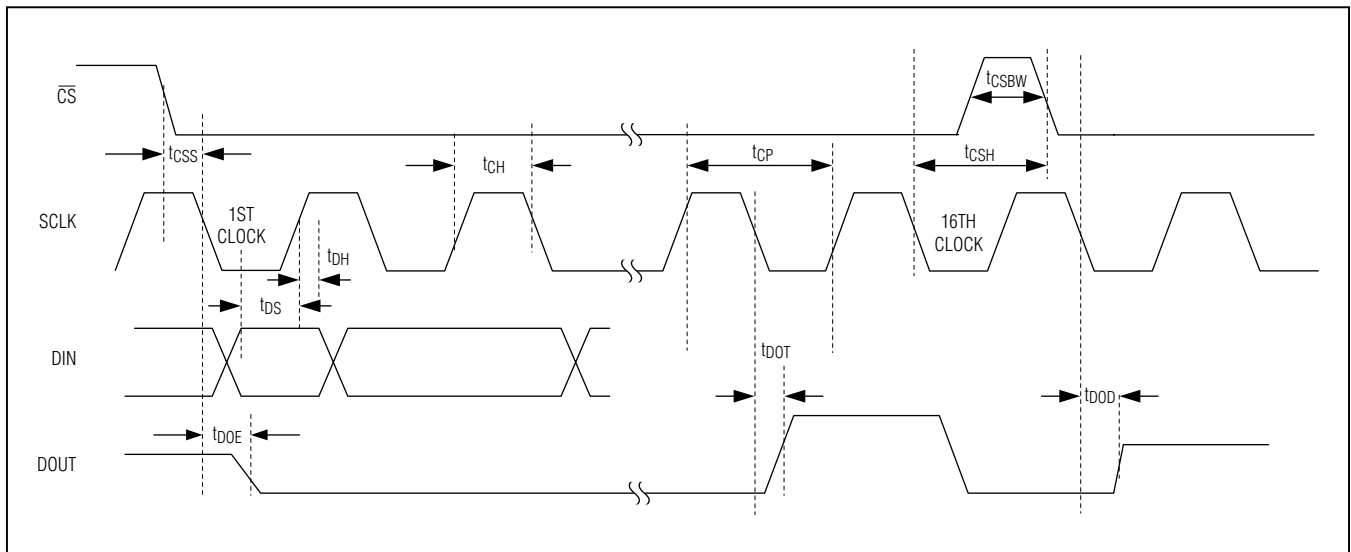 CS
tCSBW
tCSS
tCH
tCP
tCSH
SCLK
1ST
CLOCK
16TH
CLOCK
tDH
tDS
DIN
tDOT
tDOE
tDOD
DOUT